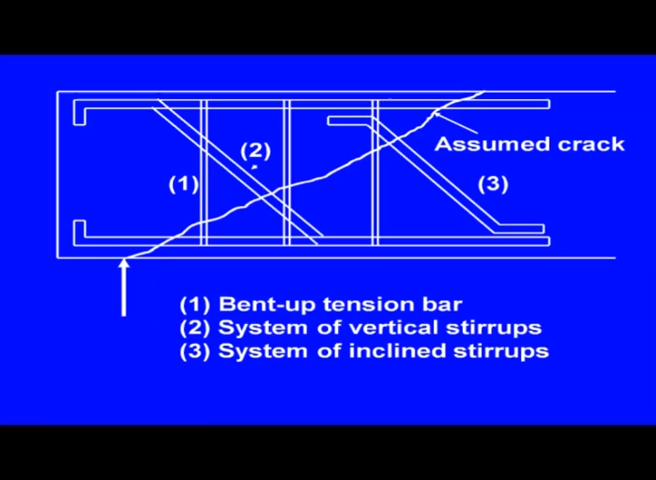 (2)
Assumed crack
(1)
(3)
(1) Bent-up tension bar
(2) System of vertical stirrups
(3) System of inclined stirrups